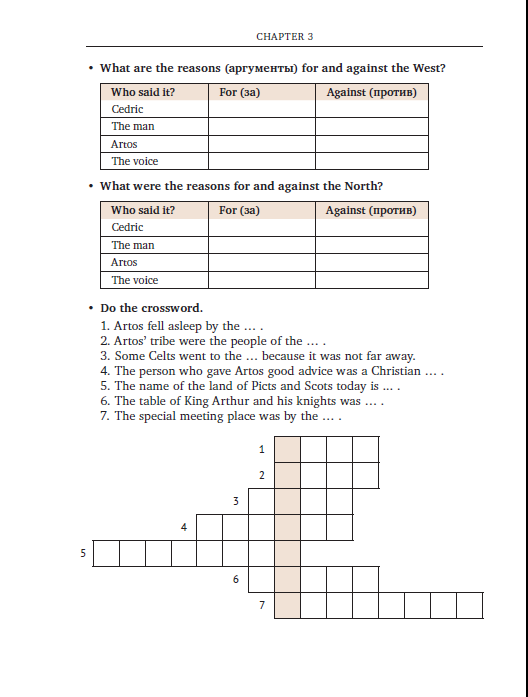 CHAPTER 3
• What are the reasons (аргументы) for and against the West?
Who said it? For (за) Against (против)
Cedric
The man
Artos
The voice
• What were the reasons for and against the North?
Who said it? For (за) Against (против)
Cedric
The man
Artos
The voice
• Do the crossword.
1. Artos fell asleep by the ... .
2. Artos’ tribe were the people of the ... .
3. Some Celts went to the ... because it was not far away.
4. The person who gave Artos good advice was a Christian ... .
5. The name of the land of Picts and Scots today is ... .
6. The table of King Arthur and his knights was ... .
7. The special meeting place was by the ... .
1
2
3
4
5
6
7